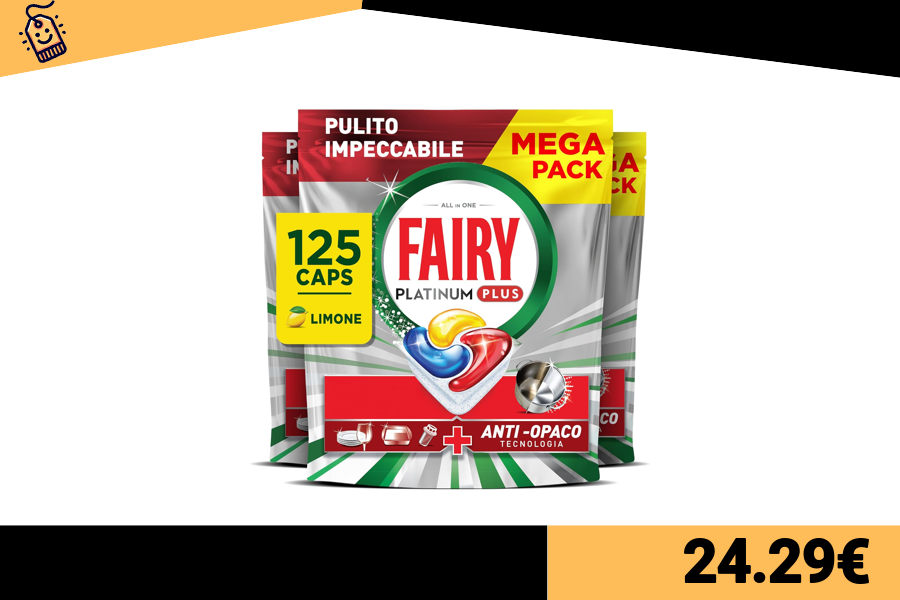 PULITO
IMPECCABILE
MEGA
PACK
ALL IN ONE
FAIRY
PLATINUM PLUS
125
CAPS
LIMONE
ANTI-OPACO
TECNOLOGIA
24.29€